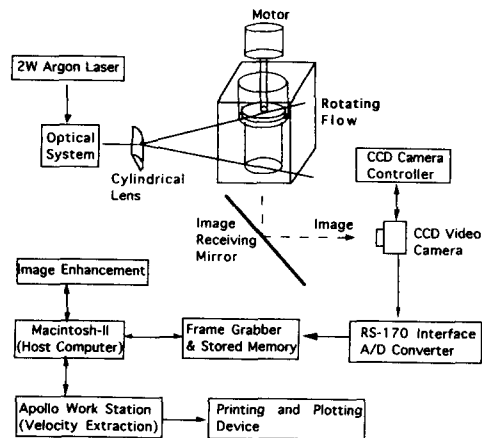 Motor
2W Argon Laser
Rotating
Flow
Optical
System
Cylindrical
Lens
CCD Camera
Controller
Image
Receiving
Mirror
Image
CCD Video
Camera
Image Enhancement
Macintosh-II
(Host Computer)
Frame Grabber
& Stored Memory
RS-170 Interface
A/D Converter
Apollo Work Station
(Velocity Extraction)
Printing and Plotting
Device